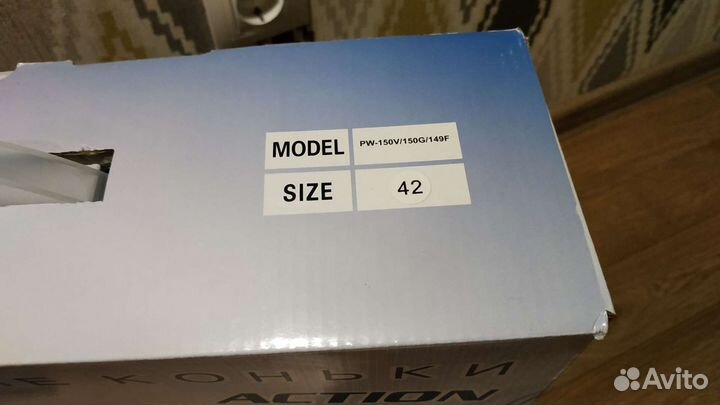 MODEL PW-150V/150G/149F
SIZE 42
КОНЬКИ
ACTION
Avito